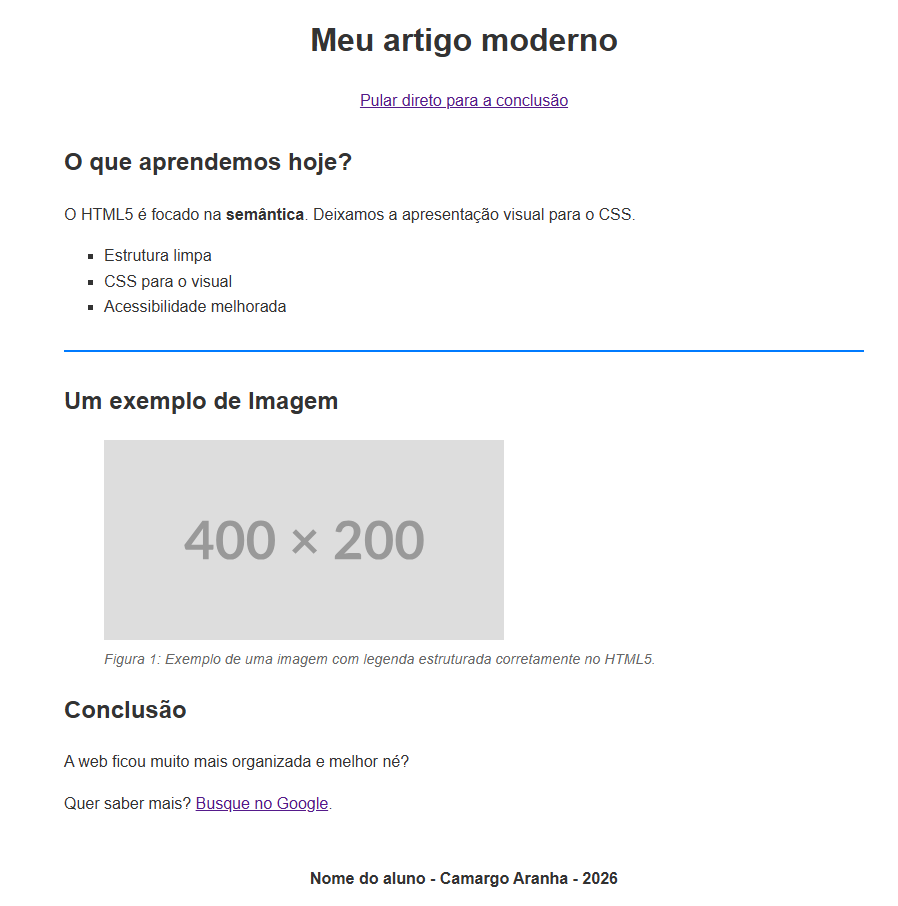 Meu artigo moderno
Pular direto para a conclusão
O que aprendemos hoje?
O HTML5 é focado na semântica. Deixamos a apresentação visual para o CSS.
Estrutura limpa
CSS para o visual
Acessibilidade melhorada
Um exemplo de Imagem
400 × 200
Figura 1: Exemplo de uma imagem com legenda estruturada corretamente no HTML5.
Conclusão
A web ficou muito mais organizada e melhor né?
Quer saber mais? Busque no Google.
Nome do aluno - Camargo Aranha - 2026